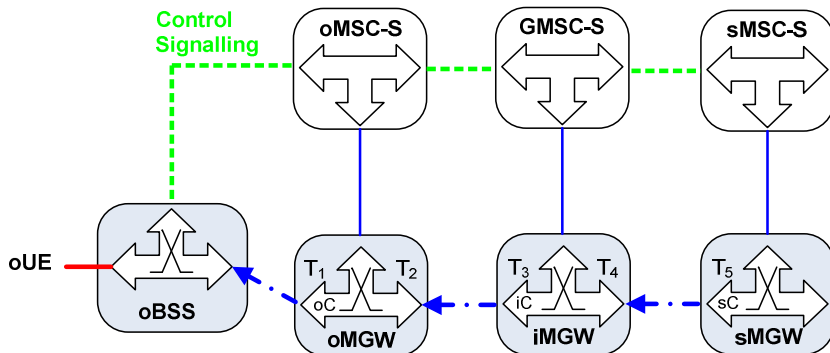 Control
Signalling
oMSC-S
GMSC-S
sMSC-S
oUE
oBSS
T1
T2
oC
oMGW
T3
T4
iC
iMGW
T5
sC
sMGW